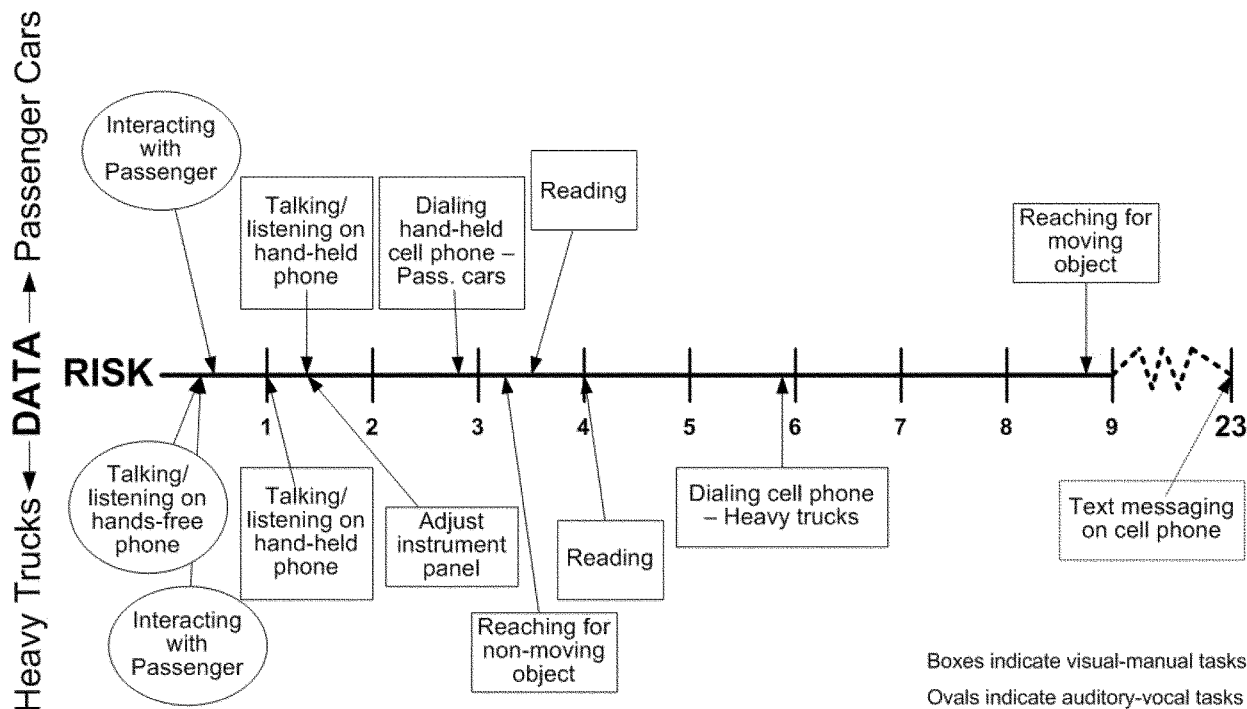 Heavy Trucks DATA Passenger Cars
Interacting
with
Passenger
Talking/
listening on
hand-held
phone
Dialing
hand-held
cell phone –
Pass. cars
Reading
Reaching for
moving
object
RISK
1 2 3 4 5 6 7 8 9 23
Talking/
listening on
hands-free
phone
Interacting
with
Passenger
Talking/
listening on
hand-held
phone
Adjust
instrument
panel
Reaching for
non-moving
object
Reading
Dialing cell phone
– Heavy trucks
Text messaging
on cell phone
Boxes indicate visual-manual tasks
Ovals indicate auditory-vocal tasks